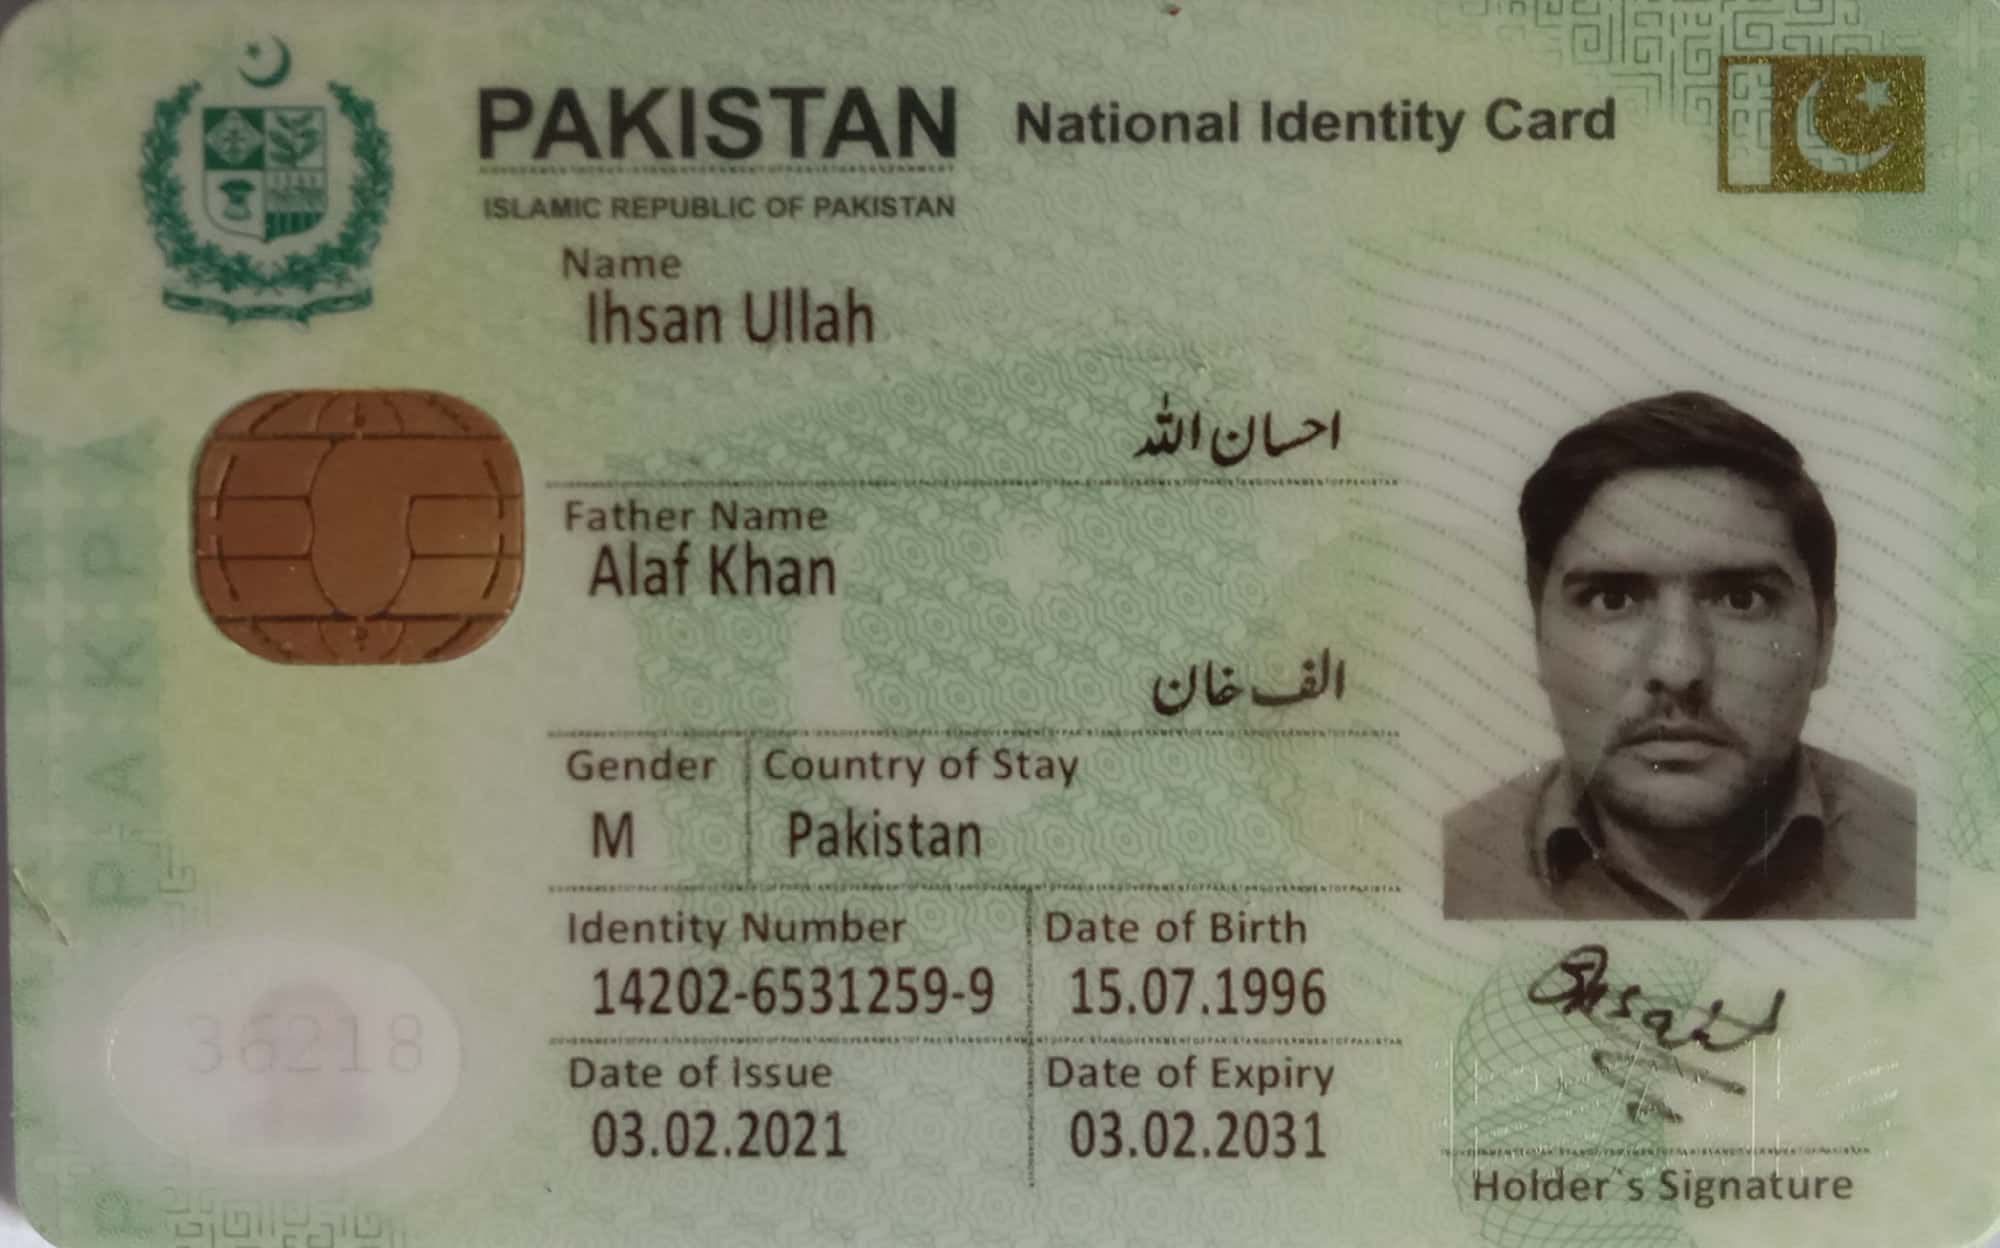 PAKISTAN National Identity Card
ISLAMIC REPUBLIC OF PAKISTAN
Name
Ihsan Ullah
احسان اللہ
Father Name
Alaf Khan
الف خان
Gender Country of Stay
M Pakistan
Identity Number Date of Birth
14202-6531259-9 15.07.1996
Date of Issue Date of Expiry
03.02.2021 03.02.2031
36218
Holder`s Signature